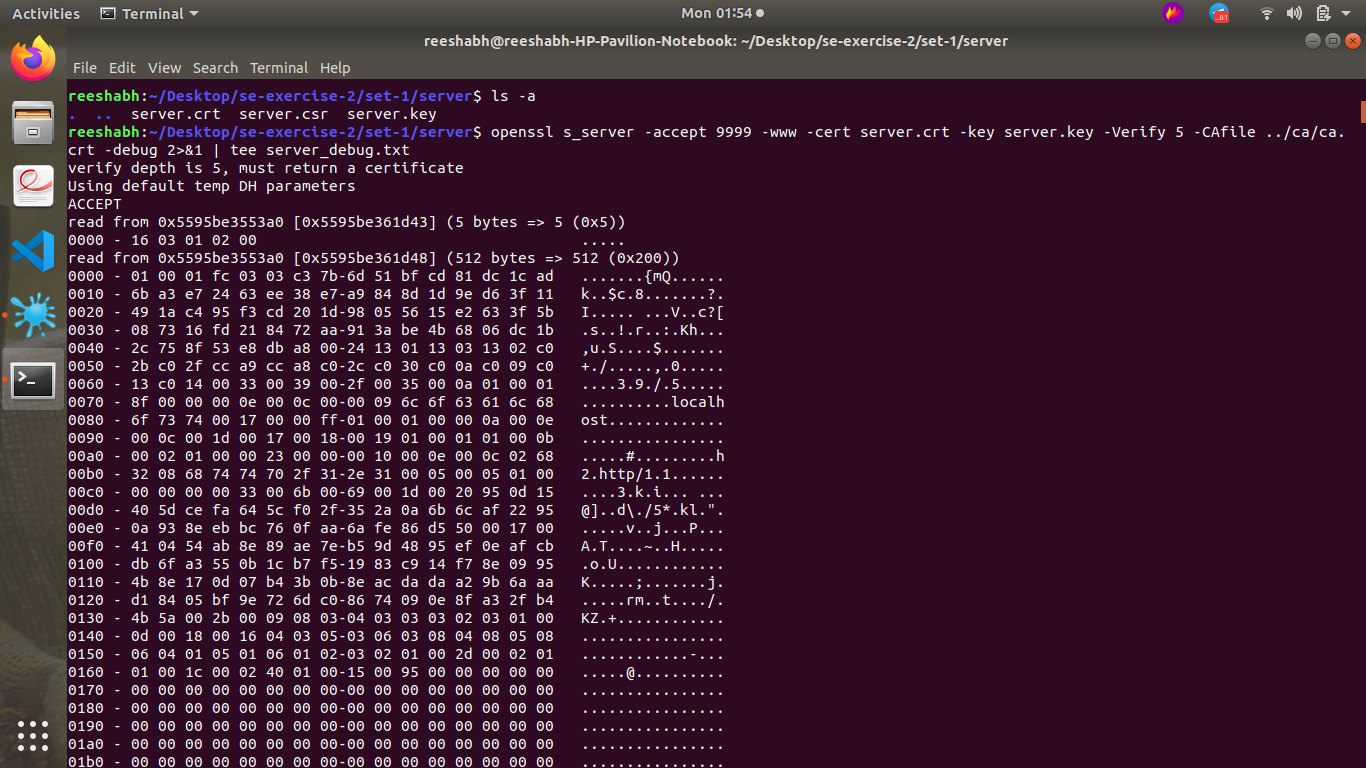 Activities Terminal Mon 01:54 81
reeshabh@reeshabh-HP-Pavilion-Notebook: ~/Desktop/se-exercise-2/set-1/server
File Edit View Search Terminal Help
reeshabh:~/Desktop/se-exercise-2/set-1/server$ ls -a
. .. server.crt server.csr server.key
reeshabh:~/Desktop/se-exercise-2/set-1/server$ openssl s_server -accept 9999 -www -cert server.crt -key server.key -Verify 5 -CAfile ../ca/ca.
crt -debug 2>&1 | tee server_debug.txt
verify depth is 5, must return a certificate
Using default temp DH parameters
ACCEPT
read from 0x5595be3553a0 [0x5595be361d43] (5 bytes => 5 (0x5))
0000 - 16 03 01 02 00 .....
read from 0x5595be3553a0 [0x5595be361d48] (512 bytes => 512 (0x200))
0000 - 01 00 01 fc 03 03 c3 7b-6d 51 bf cd 81 dc 1c ad .......{mQ......
0010 - 6b a3 e7 24 63 ee 38 e7-a9 84 8d 1d 9e d6 3f 11 k..$c.8.......?.
0020 - 49 1a c4 95 f3 cd 20 1d-98 05 56 15 e2 63 3f 5b I..... ...V..c?[
0030 - 08 73 16 fd 21 84 72 aa-91 3a be 4b 68 06 dc 1b .s..!.r..:.Kh...
0040 - 2c 75 8f 53 e8 db a8 00-24 13 01 13 03 13 02 c0 ,u.S....$.......
0050 - 2b c0 2f cc a9 cc a8 c0-2c c0 30 c0 0a c0 09 c0 +./.....,.0.....
0060 - 13 c0 14 00 33 00 39 00-2f 00 35 00 0a 01 00 01 ....3.9./.5.....
0070 - 8f 00 00 00 0e 00 0c 00-00 09 6c 6f 63 61 6c 68 ..........localh
0080 - 6f 73 74 00 17 00 00 ff-01 00 01 00 00 0a 00 0e ost.............
0090 - 00 0c 00 1d 00 17 00 18-00 19 01 00 01 01 00 0b ................
00a0 - 00 02 01 00 00 23 00 00-00 10 00 0e 00 0c 02 68 .....#.........h
00b0 - 32 08 68 74 74 70 2f 31-2e 31 00 05 00 05 01 00 2.http/1.1......
00c0 - 00 00 00 00 33 00 6b 00-69 00 1d 00 20 95 0d 15 ....3.k.i... ...
00d0 - 40 5d ce fa 64 5c f0 2f-35 2a 0a 6b 6c af 22 95 @]..d\./5*.kl.".
00e0 - 0a 93 8e eb bc 76 0f aa-6a fe 86 d5 50 00 17 00 .....v..j...P...
00f0 - 41 04 54 ab 8e 89 ae 7e-b5 9d 48 95 ef 0e af cb A.T....~..H.....
0100 - db 6f a3 55 0b 1c b7 f5-19 83 c9 14 f7 8e 09 95 .o.U............
0110 - 4b 8e 17 0d 07 b4 3b 0b-8e ac da da a2 9b 6a aa K.....;.......j.
0120 - d1 84 05 bf 9e 72 6d c0-86 74 09 0e 8f a3 2f b4 .....rm..t..../.
0130 - 4b 5a 00 2b 00 09 08 03-04 03 03 03 02 03 01 00 KZ.+............
0140 - 0d 00 18 00 16 04 03 05-03 06 03 08 04 08 05 08 ................
0150 - 06 04 01 05 01 06 01 02-03 02 01 00 2d 00 02 01 ............-...
0160 - 01 00 1c 00 02 40 01 00-15 00 95 00 00 00 00 00 .....@..........
0170 - 00 00 00 00 00 00 00 00-00 00 00 00 00 00 00 00 ................
0180 - 00 00 00 00 00 00 00 00-00 00 00 00 00 00 00 00 ................
0190 - 00 00 00 00 00 00 00 00-00 00 00 00 00 00 00 00 ................
01a0 - 00 00 00 00 00 00 00 00-00 00 00 00 00 00 00 00 ................
01b0 - 00 00 00 00 00 00 00 00-00 00 00 00 00 00 00 00 ................